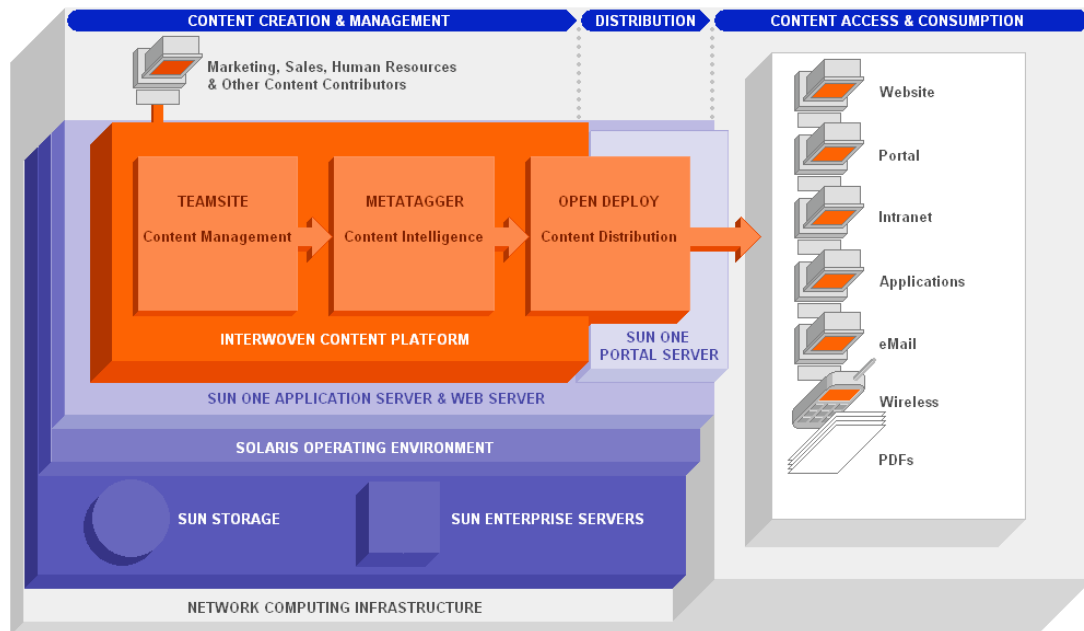 CONTENT CREATION & MANAGEMENT
DISTRIBUTION
CONTENT ACCESS & CONSUMPTION
Marketing, Sales, Human Resources
& Other Content Contributors
TEAMSITE
Content Management
METATAGGER
Content Intelligence
OPEN DEPLOY
Content Distribution
INTERWOVEN CONTENT PLATFORM
SUN ONE
PORTAL SERVER
SUN ONE APPLICATION SERVER & WEB SERVER
SOLARIS OPERATING ENVIRONMENT
SUN STORAGE
SUN ENTERPRISE SERVERS
NETWORK COMPUTING INFRASTRUCTURE
Website
Portal
Intranet
Applications
eMail
Wireless
PDFs